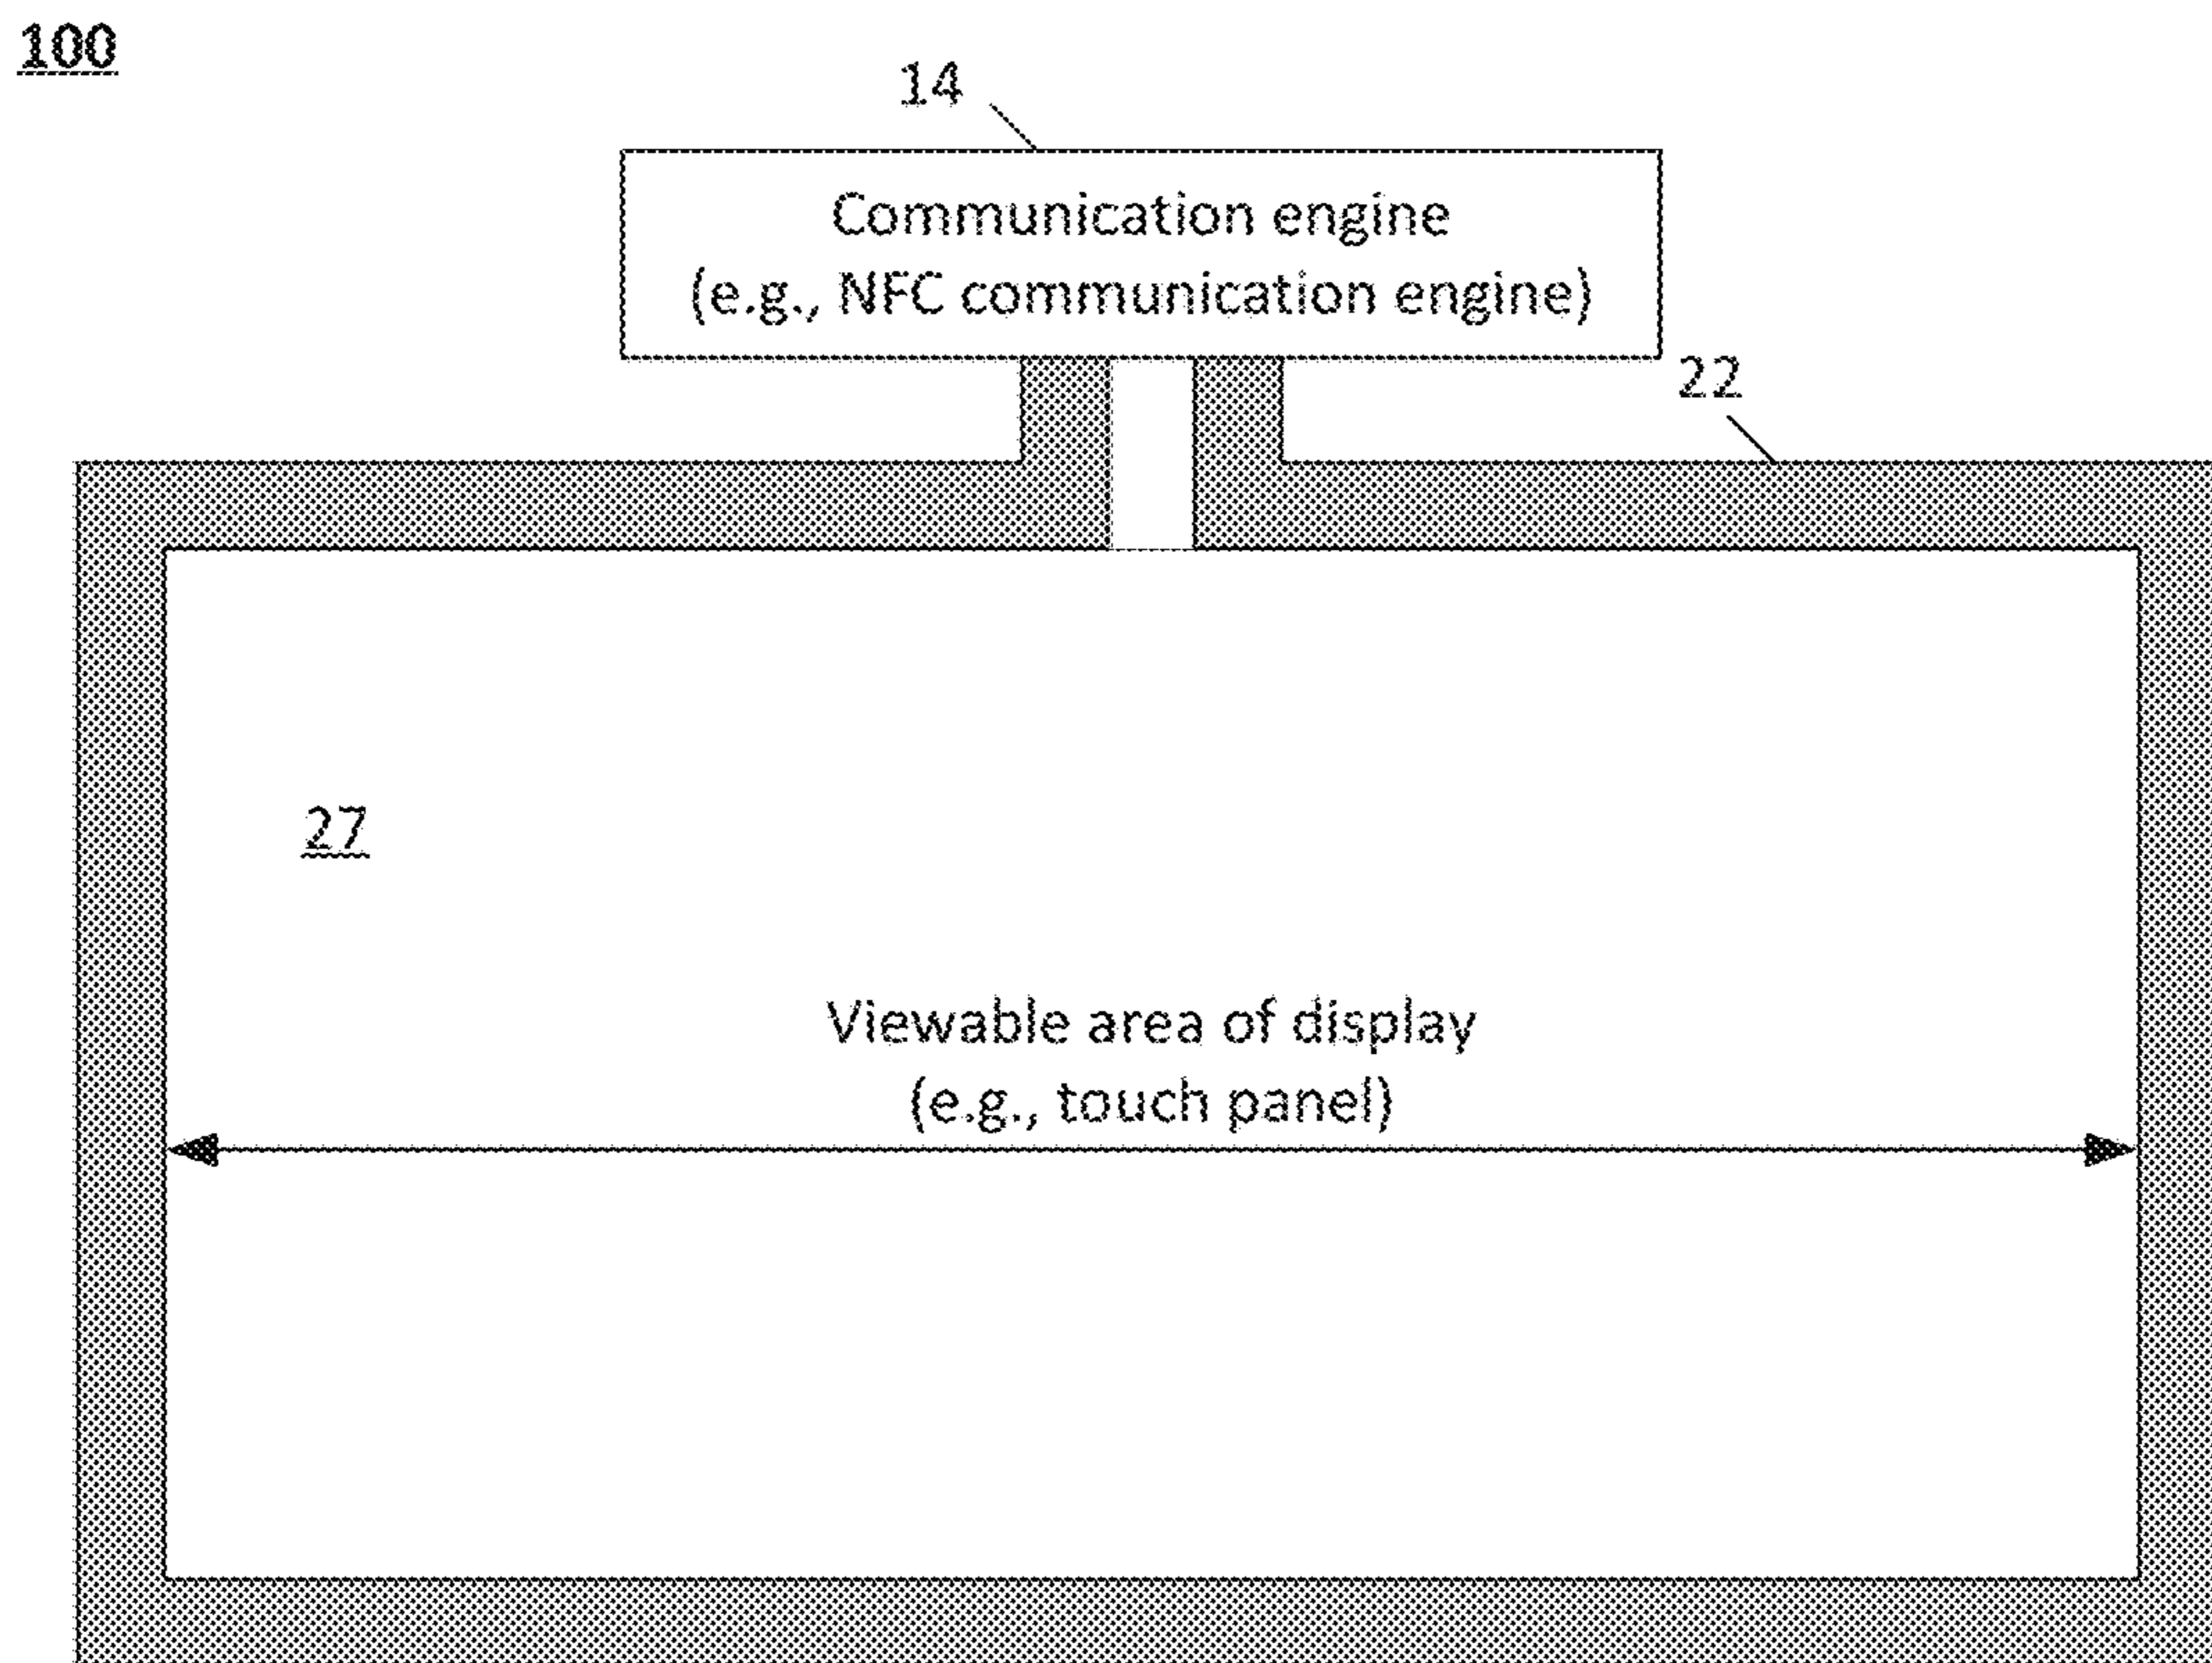 100
14
Communication engine
(e.g., NFC communication engine)
22
27
Viewable area of display
(e.g., touch panel)